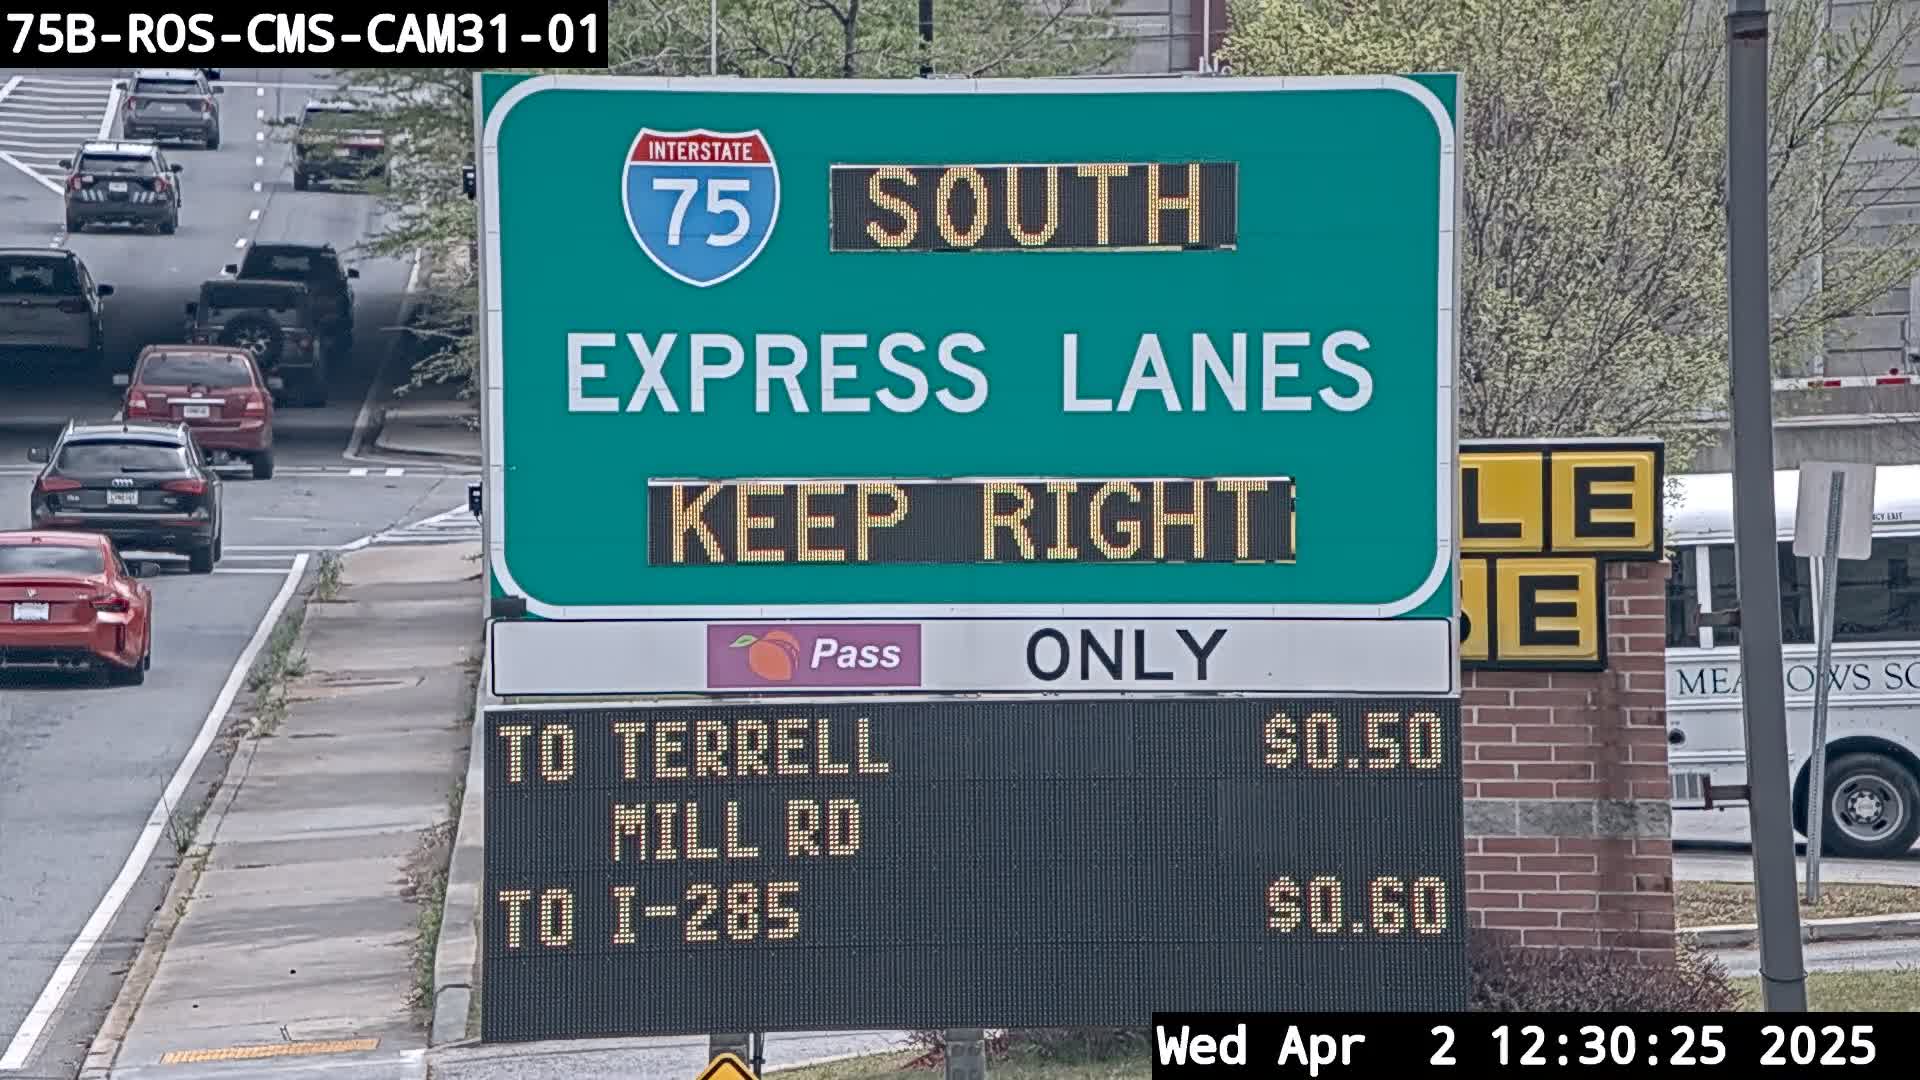 75B-ROS-CMS-CAM31-01
INTERSTATE
75
SOUTH
EXPRESS LANES
KEEP RIGHT
Pass ONLY
TO TERRELL $0.50
MILL RD
TO I-285 $0.60
LE
E
Wed Apr 2 12:30:25 2025